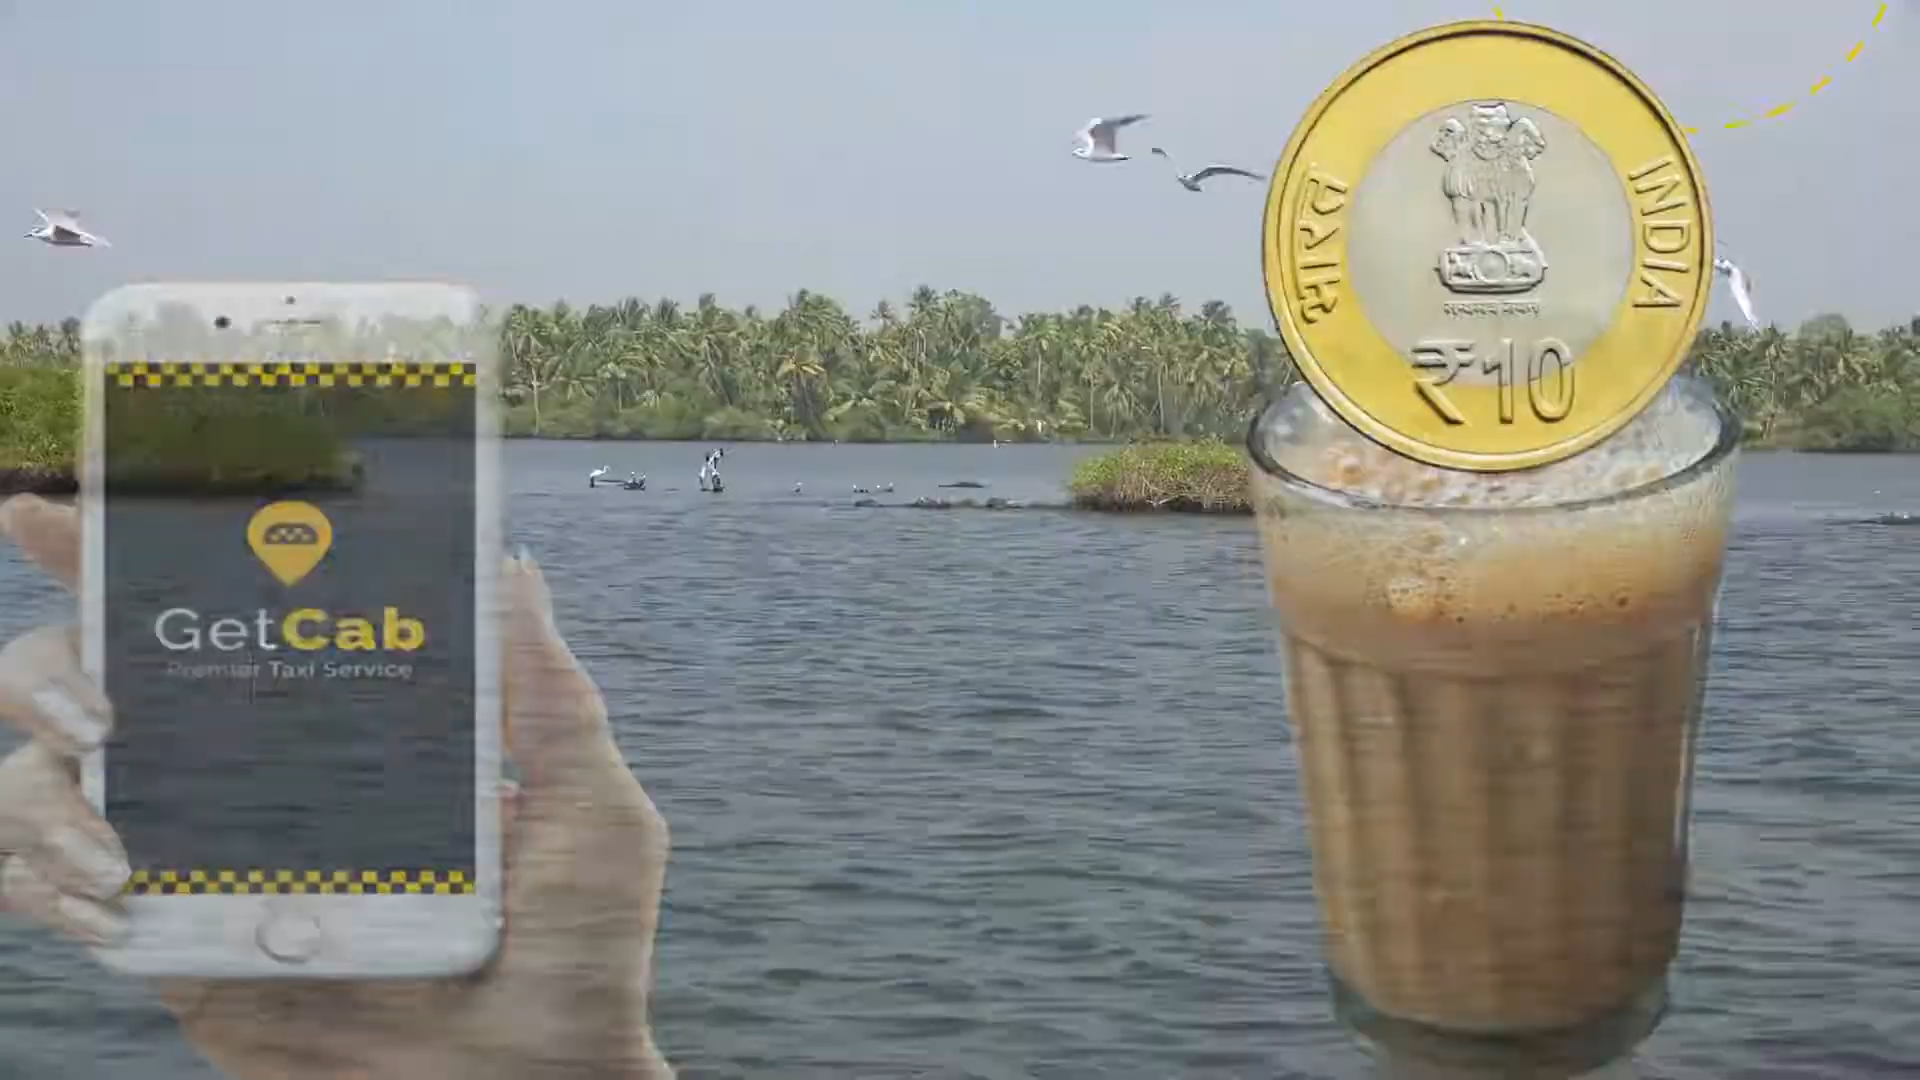 GetCab
Premier Taxi Service
भारत
INDIA
₹10